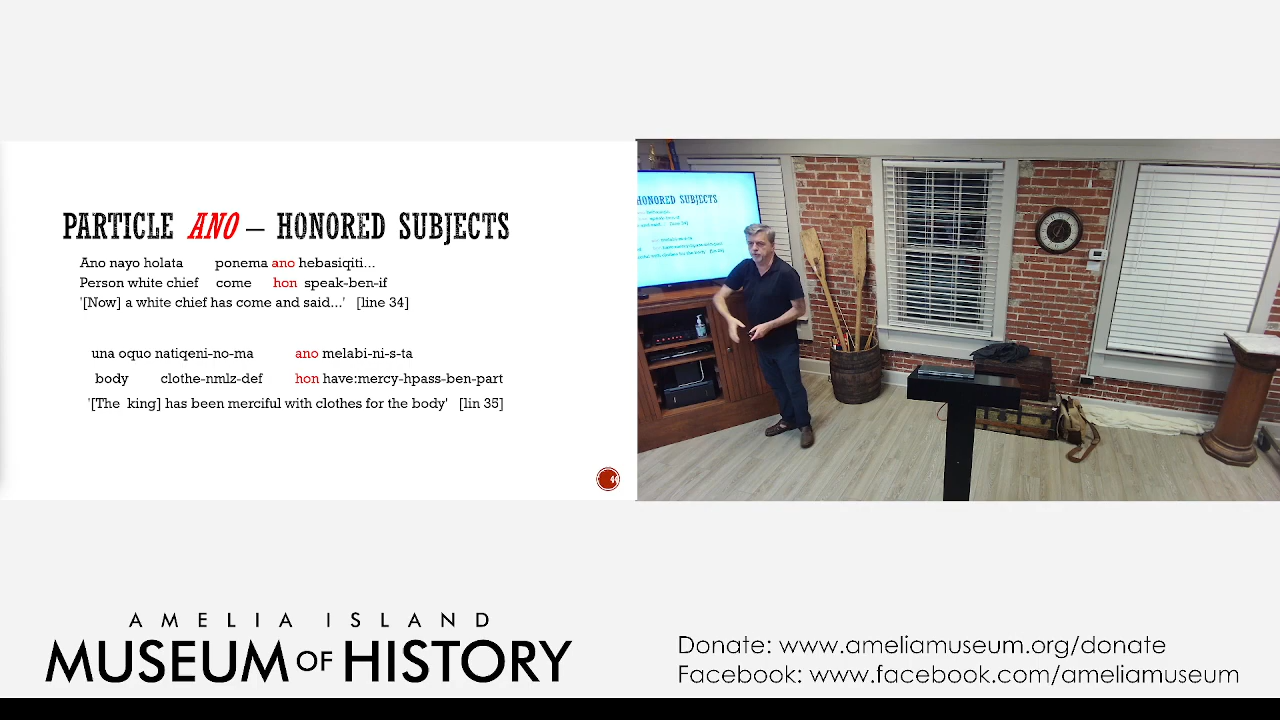 PARTICLE ANO – HONORED SUBJECTS
Ano nayo holata ponema ano hebasiqiti...
Person white chief come hon speak-ben-if
'[Now] a white chief has come and said...' [line 34]
una oquo natiqeni-no-ma ano melabi-ni-s-ta
body clothe-nmlz-def hon have:mercy-hpass-ben-part
'[The king] has been merciful with clothes for the body' [lin 35]
HONORED SUBJECTS
AMELIA ISLAND
MUSEUM OF HISTORY
Donate: www.ameliamuseum.org/donate
Facebook: www.facebook.com/ameliamuseum